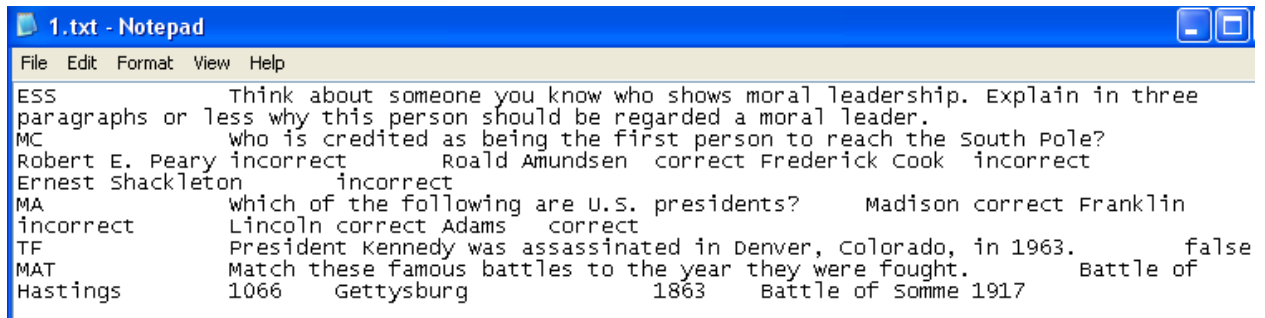 1.txt - Notepad
File Edit Format View Help
ESS Think about someone you know who shows moral leadership. Explain in three
paragraphs or less why this person should be regarded a moral leader.
MC Who is credited as being the first person to reach the South Pole?
Robert E. Peary incorrect Roald Amundsen correct Frederick Cook incorrect
Ernest Shackleton incorrect
MA Which of the following are U.S. presidents? Madison correct Franklin
incorrect Lincoln correct Adams correct
TF President Kennedy was assassinated in Denver, Colorado, in 1963. false
MAT Match these famous battles to the year they were fought. Battle of
Hastings 1066 Gettysburg 1863 Battle of Somme 1917